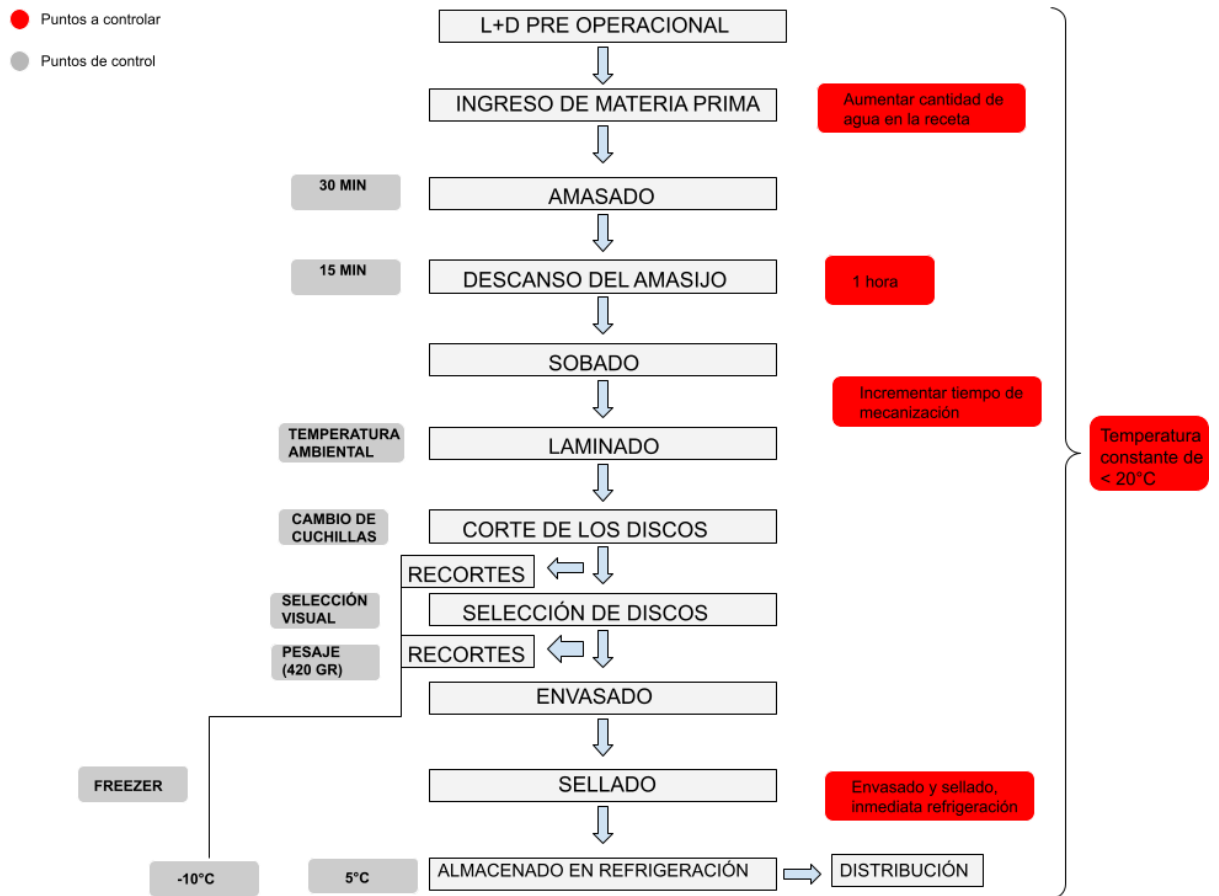 Puntos a controlar
Puntos de control
L+D PRE OPERACIONAL
INGRESO DE MATERIA PRIMA
Aumentar cantidad de
agua en la receta
30 MIN
AMASADO
15 MIN
DESCANSO DEL AMASIJO
1 hora
SOBADO
Incrementar tiempo de
mecanización
TEMPERATURA
AMBIENTAL
LAMINADO
Temperatura
constante de
< 20°C
CAMBIO DE
CUCHILLAS
CORTE DE LOS DISCOS
RECORTES
SELECCIÓN
VISUAL
SELECCIÓN DE DISCOS
PESAJE
(420 GR)
RECORTES
ENVASADO
FREEZER
SELLADO
Envasado y sellado,
inmediata refrigeración
-10°C
5°C
ALMACENADO EN REFRIGERACIÓN
DISTRIBUCIÓN